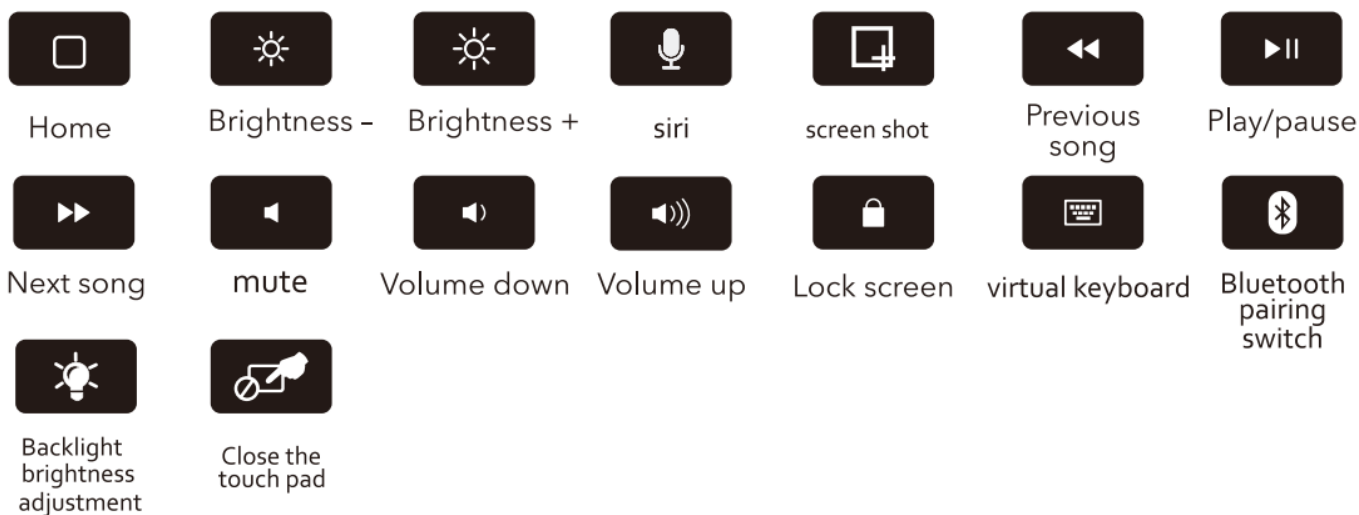 Home
Brightness –
Brightness +
siri
screen shot
Previous
song
Play/pause
Next song
mute
Volume down
Volume up
Lock screen
virtual keyboard
Bluetooth
pairing
switch
Backlight
brightness
adjustment
Close the
touch pad